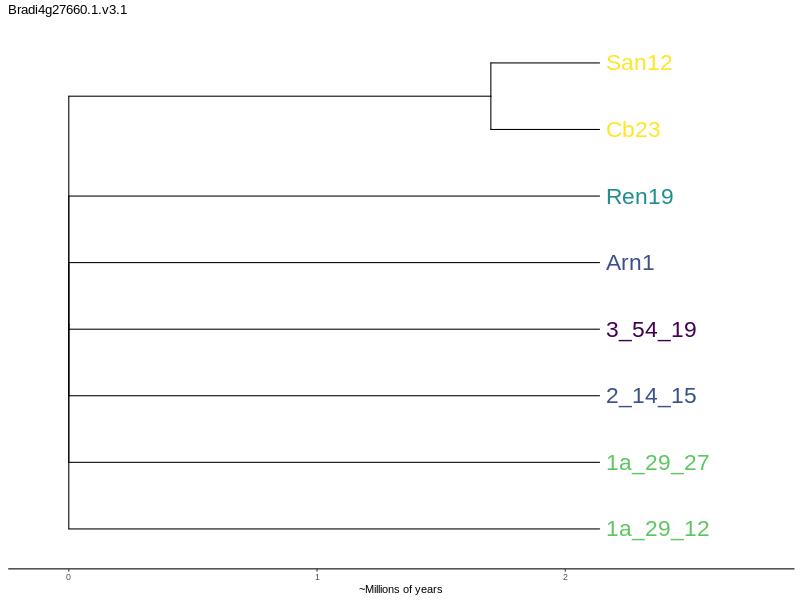 Bradi4g27660.1.v3.1
San12
Cb23
Ren19
Arn1
3_54_19
2_14_15
1a_29_27
1a_29_12
0 1 2
~Millions of years